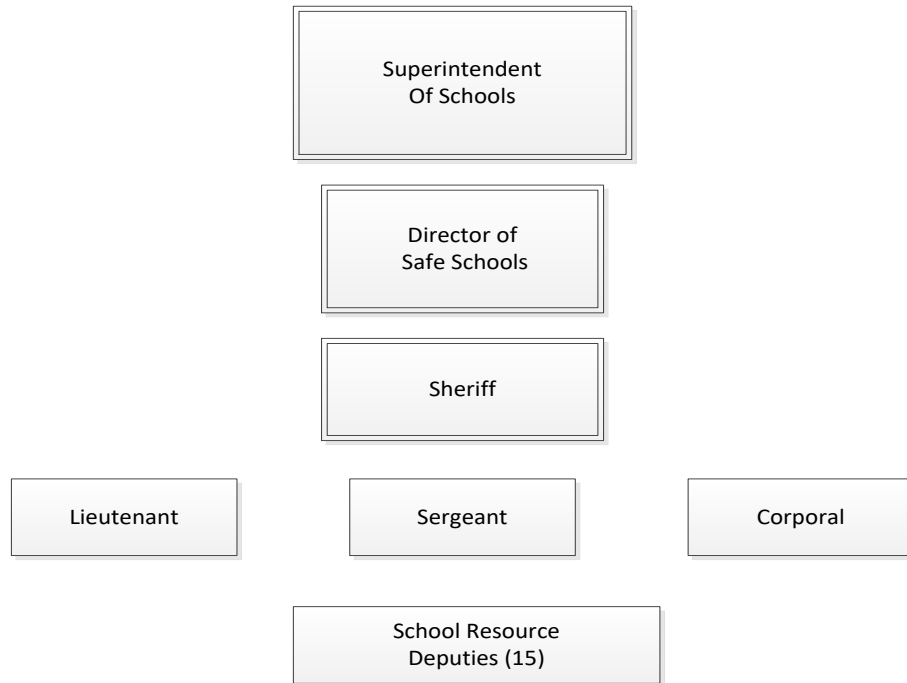 Superintendent
Of Schools
Director of
Safe Schools
Sheriff
Lieutenant
Sergeant
Corporal
School Resource
Deputies (15)